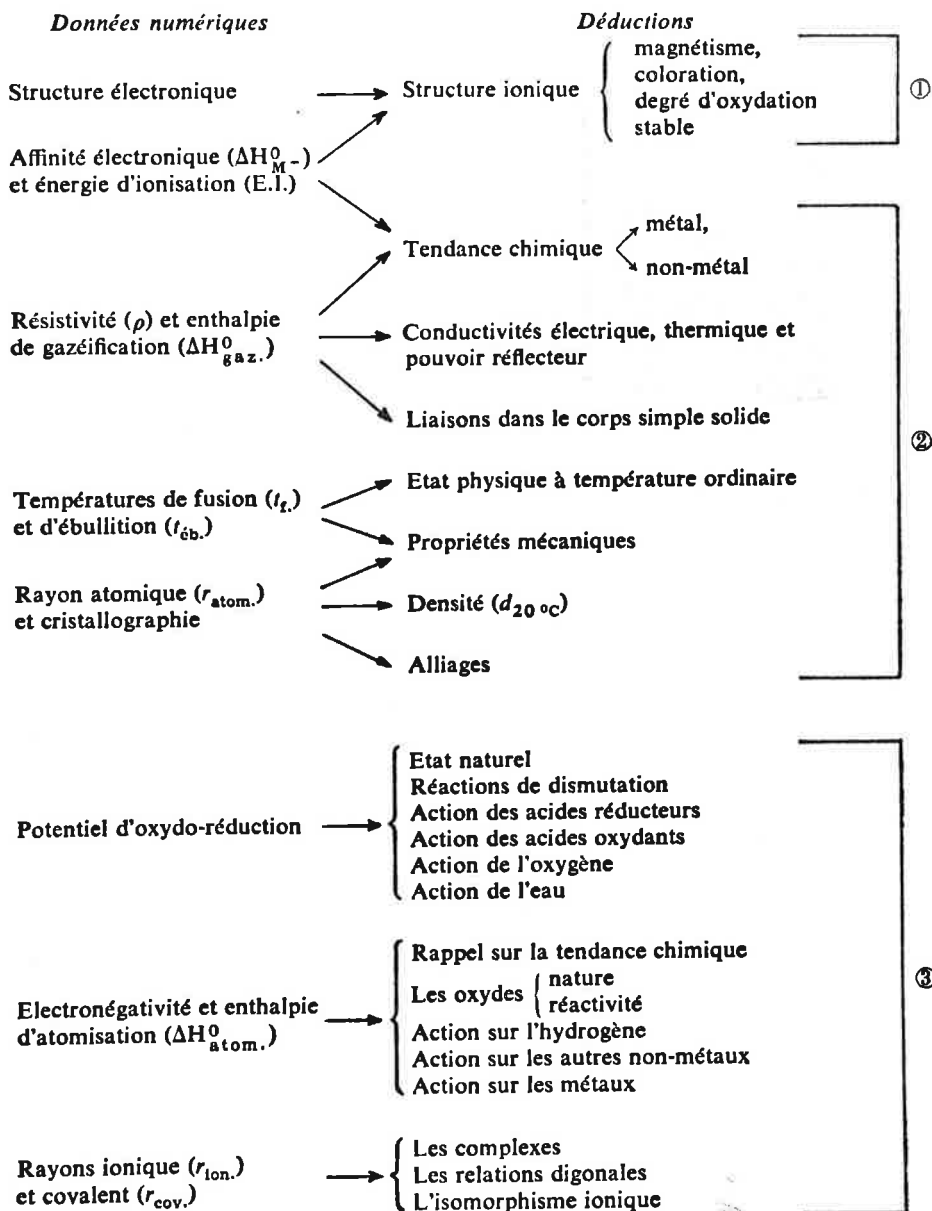 Données numériques
Déductions
Structure électronique
Structure ionique
magnétisme,
coloration,
degré d'oxydation
stable
①
Affinité électronique (ΔH⁰M-)
et énergie d'ionisation (E.I.)
Tendance chimique
métal,
non-métal
Résistivité (ρ) et enthalpie
de gazéification (ΔH⁰gaz.)
Conductivités électrique, thermique et
pouvoir réflecteur
Liaisons dans le corps simple solide
②
Températures de fusion (tf.)
et d'ébullition (téb.)
Etat physique à température ordinaire
Propriétés mécaniques
Rayon atomique (ratom.)
et cristallographie
Densité (d20 °C)
Alliages
Potentiel d'oxydo-réduction
Etat naturel
Réactions de dismutation
Action des acides réducteurs
Action des acides oxydants
Action de l'oxygène
Action de l'eau
Electronégativité et enthalpie
d'atomisation (ΔH⁰atom.)
Rappel sur la tendance chimique
Les oxydes
nature
réactivité
Action sur l'hydrogène
Action sur les autres non-métaux
Action sur les métaux
③
Rayons ionique (rion.)
et covalent (rcov.)
Les complexes
Les relations digonales
L'isomorphisme ionique